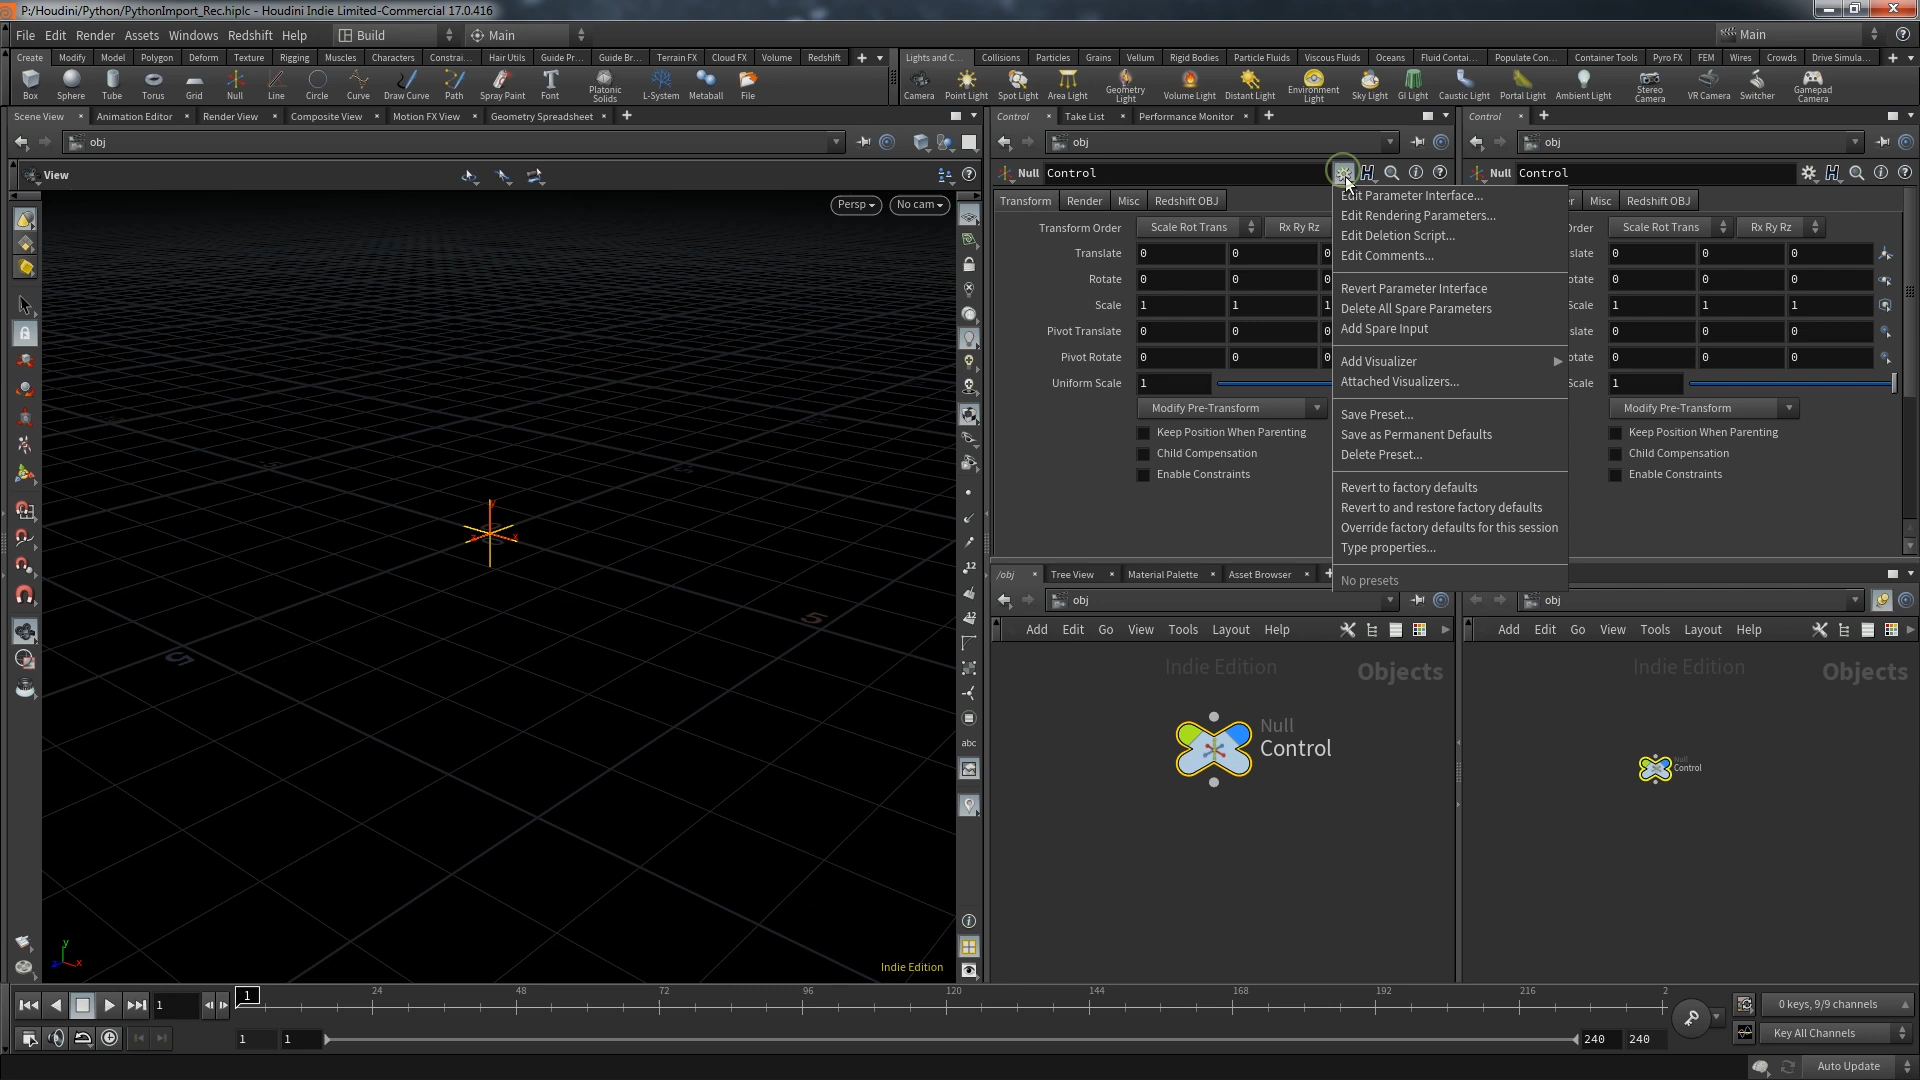 P:/Houdini/Python/PythonImport_Rec.hiplc - Houdini Indie Limited-Commercial 17.0.416
File Edit Render Assets Windows Redshift Help Build Main Main
Create Modify Model Polygon Deform Texture Rigging Muscles Characters Constrai... Hair Utils Guide Pr... Guide Br... Terrain FX Cloud FX Volume Redshift
Lights and C... Collisions Particles Grains Vellum Rigid Bodies Particle Fluids Viscous Fluids Oceans Fluid Contai... Populate Con... Container Tools Pyro FX FEM Wires Crowds Drive Simula...
Box Sphere Tube Torus Grid Null Line Circle Curve Draw Curve Path Spray Paint Font Platonic Solids L-System Metaball File
Camera Point Light Spot Light Area Light Geometry Light Volume Light Distant Light Environment Light Sky Light GI Light Caustic Light Portal Light Ambient Light Stereo Camera VR Camera Switcher Gamepad Camera
Scene View Animation Editor Render View Composite View Motion FX View Geometry Spreadsheet
Control Take List Performance Monitor
Control
obj
obj
obj
View
Persp No cam
Null Control
Null Control
Transform Render Misc Redshift OBJ
er Misc Redshift OBJ
Transform Order Scale Rot Trans Rx Ry Rz
Translate 0 0 0
Rotate 0 0 0
Scale 1 1 1
Pivot Translate 0 0 0
Pivot Rotate 0 0 0
Uniform Scale 1
Modify Pre-Transform
Keep Position When Parenting
Child Compensation
Enable Constraints
Edit Parameter Interface...
Edit Rendering Parameters...
Edit Deletion Script...
Edit Comments...
Revert Parameter Interface
Delete All Spare Parameters
Add Spare Input
Add Visualizer
Attached Visualizers...
Save Preset...
Save as Permanent Defaults
Delete Preset...
Revert to factory defaults
Revert to and restore factory defaults
Override factory defaults for this session
Type properties...
No presets
Order Scale Rot Trans Rx Ry Rz
slate 0 0 0
otate 0 0 0
Scale 1 1 1
slate 0 0 0
otate 0 0 0
Scale 1
Modify Pre-Transform
Keep Position When Parenting
Child Compensation
Enable Constraints
/obj Tree View Material Palette Asset Browser
obj
obj
Add Edit Go View Tools Layout Help
Add Edit Go View Tools Layout Help
Indie Edition Objects
Indie Edition Objects
Null
Control
Null
Control
5
5
12
12
abc
y
z x
y
z x
Indie Edition
1 1 24 48 72 96 120 144 168 192 216 2
0 keys, 9/9 channels
1 1 240 240
Key All Channels
Auto Update